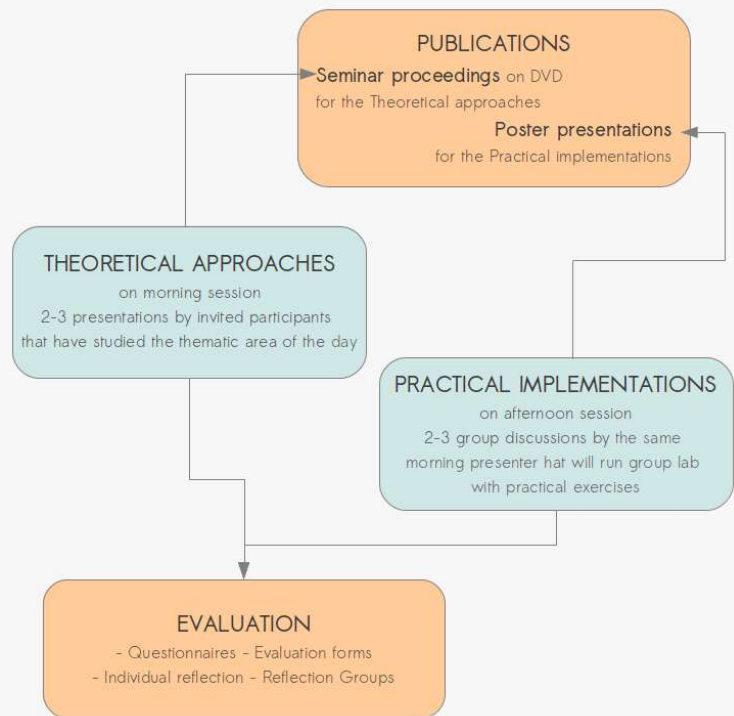 PUBLICATIONS
Seminar proceedings on DVD
for the Theoretical approaches
Poster presentations
for the Practical implementations
THEORETICAL APPROACHES
on morning session
2-3 presentations by invited participants
that have studied the thematic area of the day
PRACTICAL IMPLEMENTATIONS
on afternoon session
2-3 group discussions by the same
morning presenter hat will run group lab
with practical exercises
EVALUATION
- Questionnaires - Evaluation forms
- Individual reflection - Reflection Groups